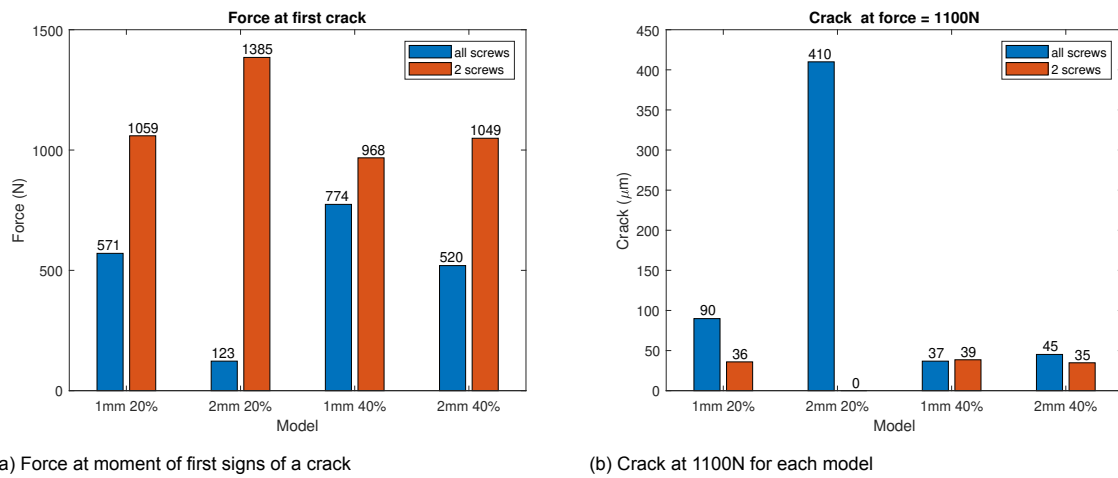 Force at first crack
1500
1000
500
0
Force (N)
all screws
2 screws
571
1059
123
1385
774
968
520
1049
1mm 20%
2mm 20%
1mm 40%
2mm 40%
Model
a) Force at moment of first signs of a crack
Crack at force = 1100N
450
400
350
300
250
200
150
100
50
0
Crack (μm)
all screws
2 screws
90
36
410
0
37
39
45
35
1mm 20%
2mm 20%
1mm 40%
2mm 40%
Model
(b) Crack at 1100N for each model